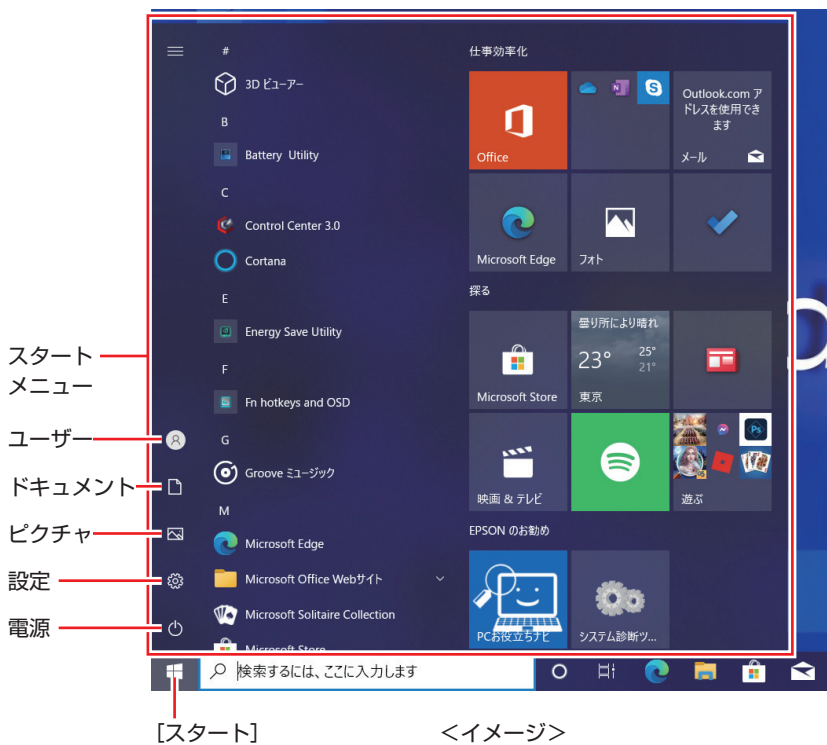 #
3D ビューアー
B
Battery Utility
C
Control Center 3.0
Cortana
E
Energy Save Utility
F
Fn hotkeys and OSD
G
Groove ミュージック
M
Microsoft Edge
Microsoft Office Webサイト
Microsoft Solitaire Collection
Microsoft Store
仕事効率化
Office
Outlook.com ア
ドレスを使用でき
ます
メール
Microsoft Edge
フォト
探る
Microsoft Store
曇り所により晴れ
23°
25°
21°
東京
映画 & テレビ
遊ぶ
EPSON のお勧め
PCお役立ちナビ
システム診断ツ...
スタート
メニュー
ユーザー
ドキュメント
ピクチャ
設定
電源
検索するには、ここに入力します
[スタート]
＜イメージ＞